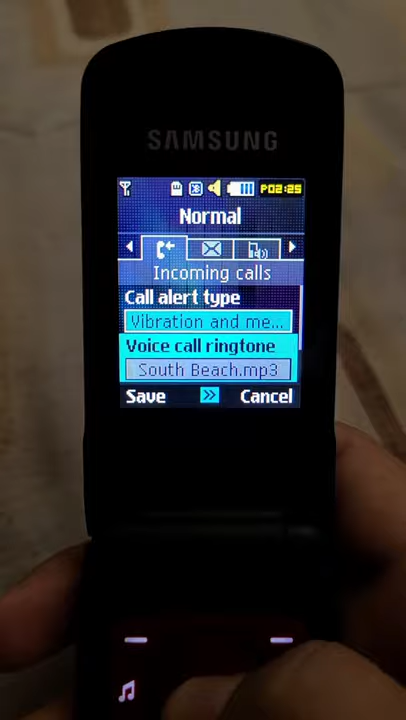 SAMSUNG
P02:25
Normal
Incoming calls
Call alert type
Vibration and me...
Voice call ringtone
South Beach.mp3
Save >> Cancel